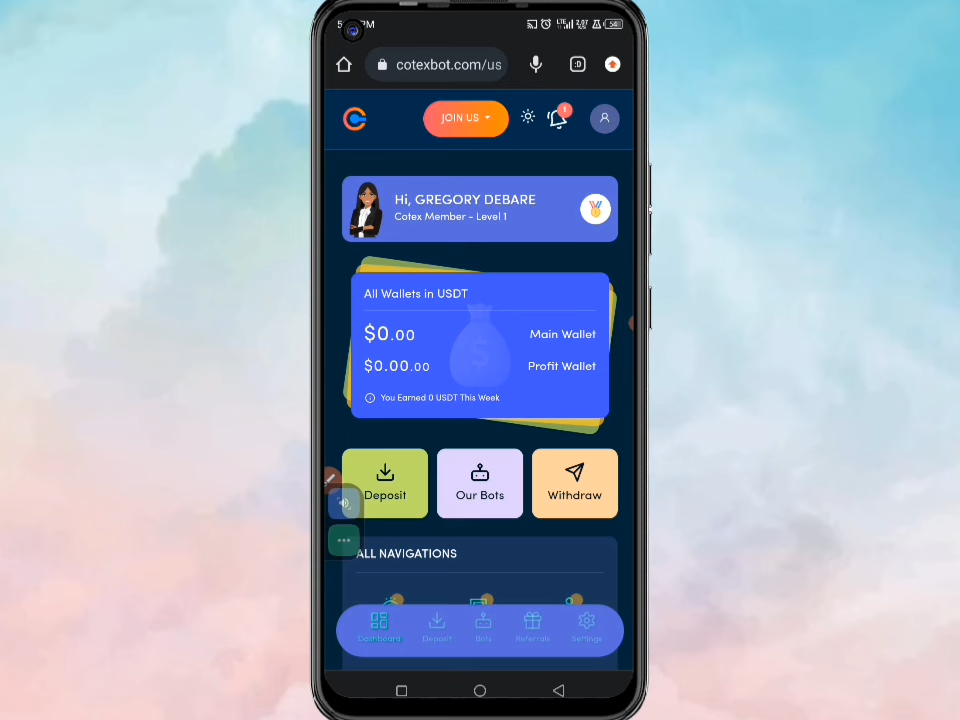 cotexbot.com/us
:D
JOIN US
1
Hi, GREGORY DEBARE
Cotex Member - Level 1
All Wallets in USDT
$0.00
Main Wallet
$0.00.00
Profit Wallet
You Earned 0 USDT This Week
Deposit
Our Bots
Withdraw
ALL NAVIGATIONS
Dashboard
Deposit
Bots
Referrals
Settings